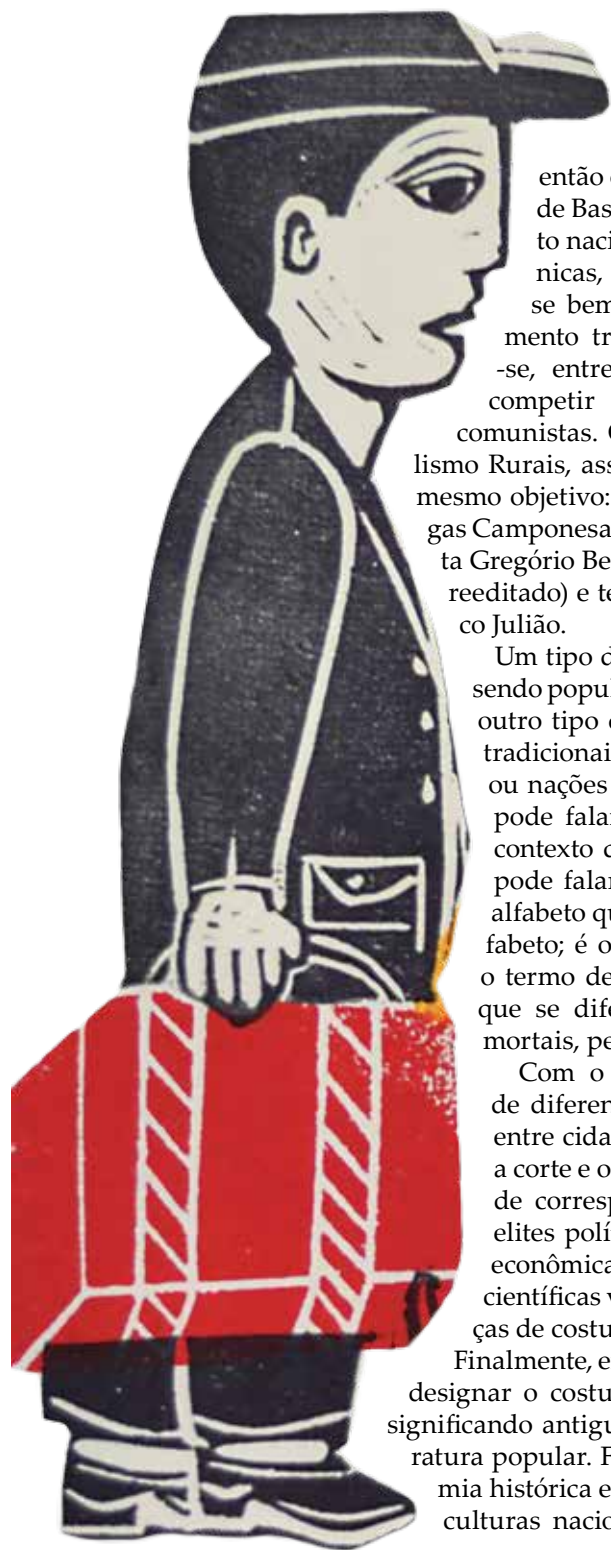 então
de Bas
to naci
nicas,
se bem
mento tr
-se, entre
competir
comunistas.
lismo Rurais, ass
mesmo objetivo:
gas Camponesa
ta Gregório Be
reeditado) e te
co Julião.
Um tipo d
sendo popul
outro tipo
tradicionai
ou nações
pode falar
contexto
pode falar
alfabeto qu
fabeto; é o
o termo de
que se dife
mortais, pe
Com o
de diferen
entre cida
a corte e o
de corresp
elites polí
econômica
científicas
ças de costu
Finalmente, e
designar o costu
significando antigu
ratura popular. F
mia histórica e
culturas nacio